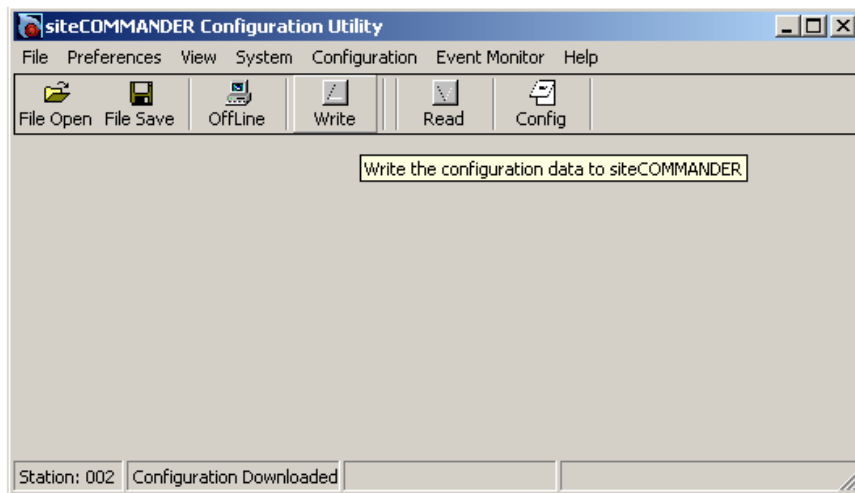 siteCOMMANDER Configuration Utility
File Preferences View System Configuration Event Monitor Help
File Open File Save OffLine Write Read Config
Write the configuration data to siteCOMMANDER
Station: 002 Configuration Downloaded